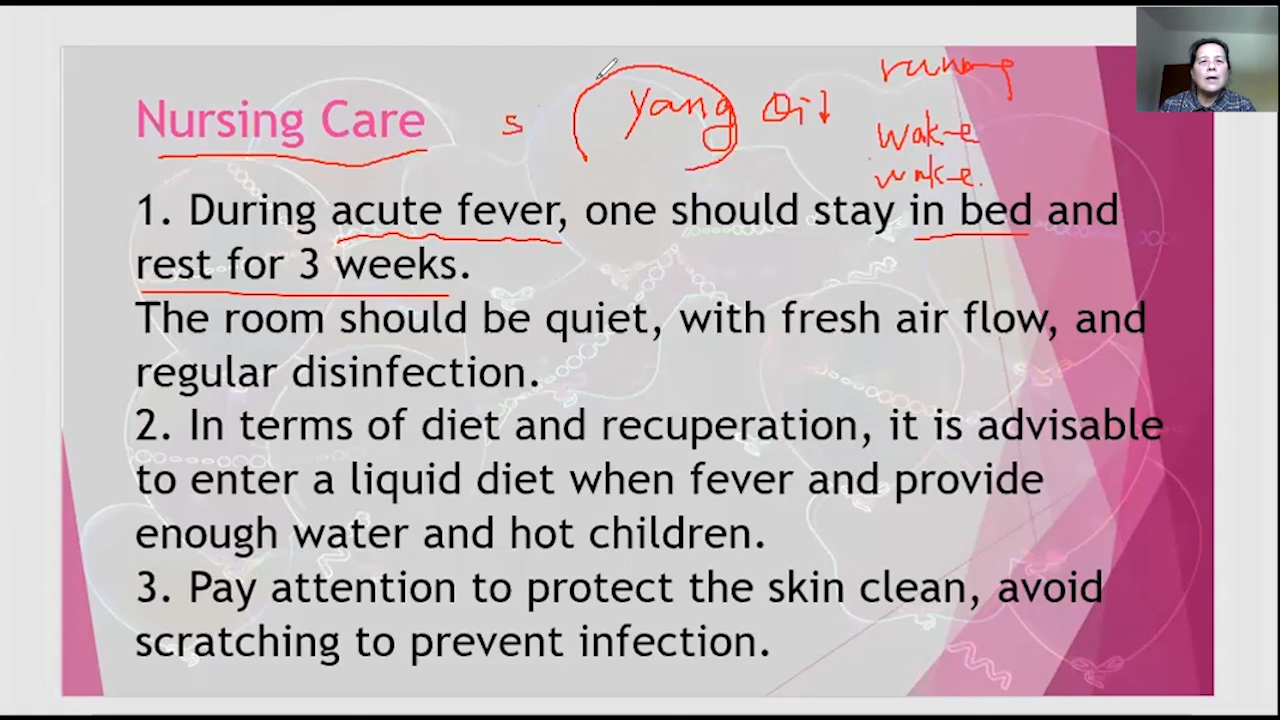 running
Nursing Care s Yang
wake
wake.
1. During acute fever, one should stay in bed and
rest for 3 weeks.
The room should be quiet, with fresh air flow, and
regular disinfection.
2. In terms of diet and recuperation, it is advisable
to enter a liquid diet when fever and provide
enough water and hot children.
3. Pay attention to protect the skin clean, avoid
scratching to prevent infection.